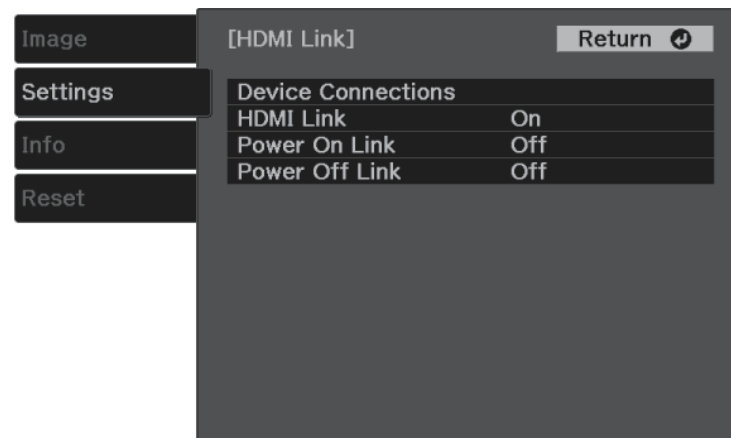 Image
Settings
Info
Reset
[HDMI Link]
Return
Device Connections
HDMI Link On
Power On Link Off
Power Off Link Off